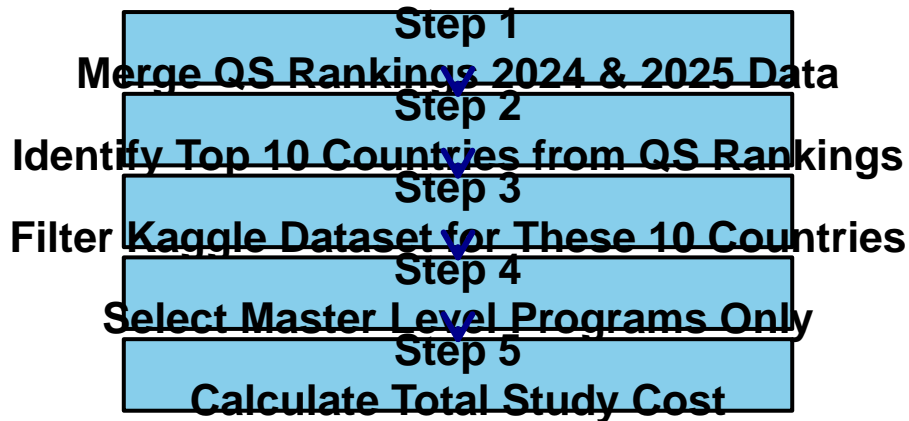 Step 1
Merge QS Rankings 2024 & 2025 Data
Step 2
Identify Top 10 Countries from QS Rankings
Step 3
Filter Kaggle Dataset for These 10 Countries
Step 4
Select Master Level Programs Only
Step 5
Calculate Total Study Cost